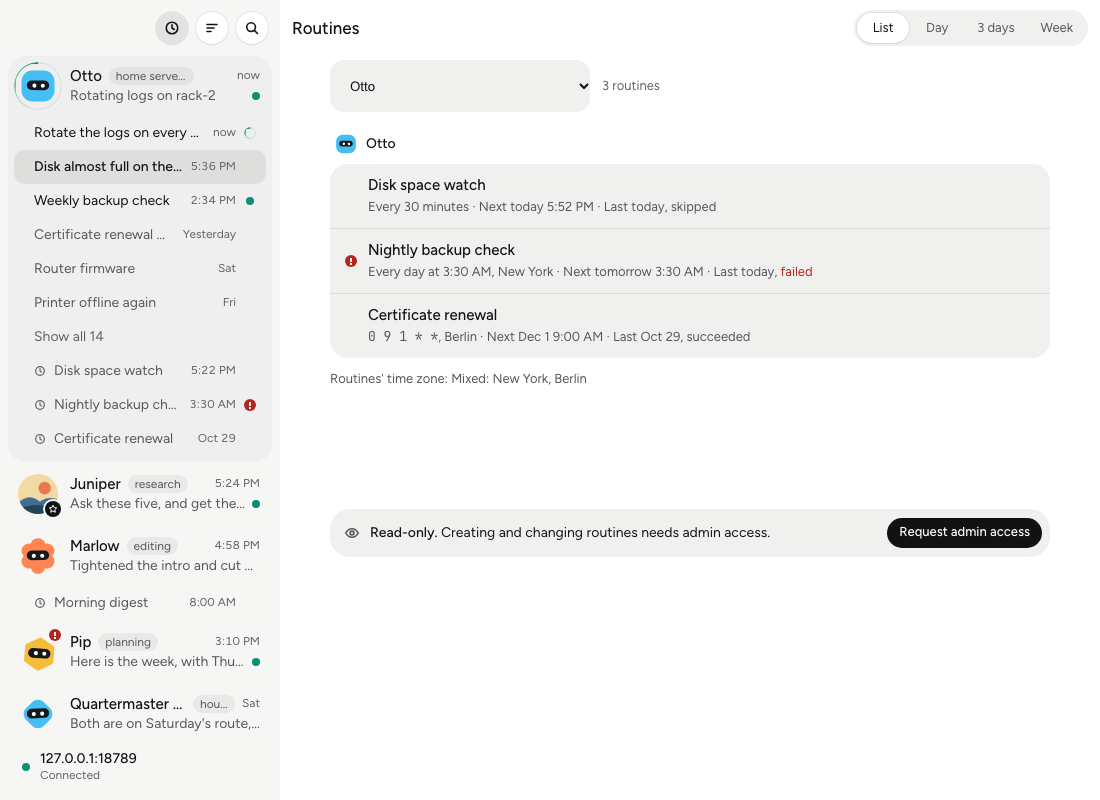 Otto home serve... now
Rotating logs on rack-2
Rotate the logs on every ... now
Disk almost full on the... 5:36 PM
Weekly backup check 2:34 PM
Certificate renewal ... Yesterday
Router firmware Sat
Printer offline again Fri
Show all 14
Disk space watch 5:22 PM
Nightly backup ch... 3:30 AM
Certificate renewal Oct 29
Juniper research 5:24 PM
Ask these five, and get the...
Marlow editing 4:58 PM
Tightened the intro and cut ...
Morning digest 8:00 AM
Pip planning 3:10 PM
Here is the week, with Thu...
Quartermaster ... hou... Sat
Both are on Saturday's route,...
127.0.0.1:18789
Connected
Routines
List Day 3 days Week
Otto 3 routines
Otto
Disk space watch
Every 30 minutes · Next today 5:52 PM · Last today, skipped
Nightly backup check
Every day at 3:30 AM, New York · Next tomorrow 3:30 AM · Last today, failed
Certificate renewal
0 9 1 * *, Berlin · Next Dec 1 9:00 AM · Last Oct 29, succeeded
Routines' time zone: Mixed: New York, Berlin
Read-only. Creating and changing routines needs admin access. Request admin access